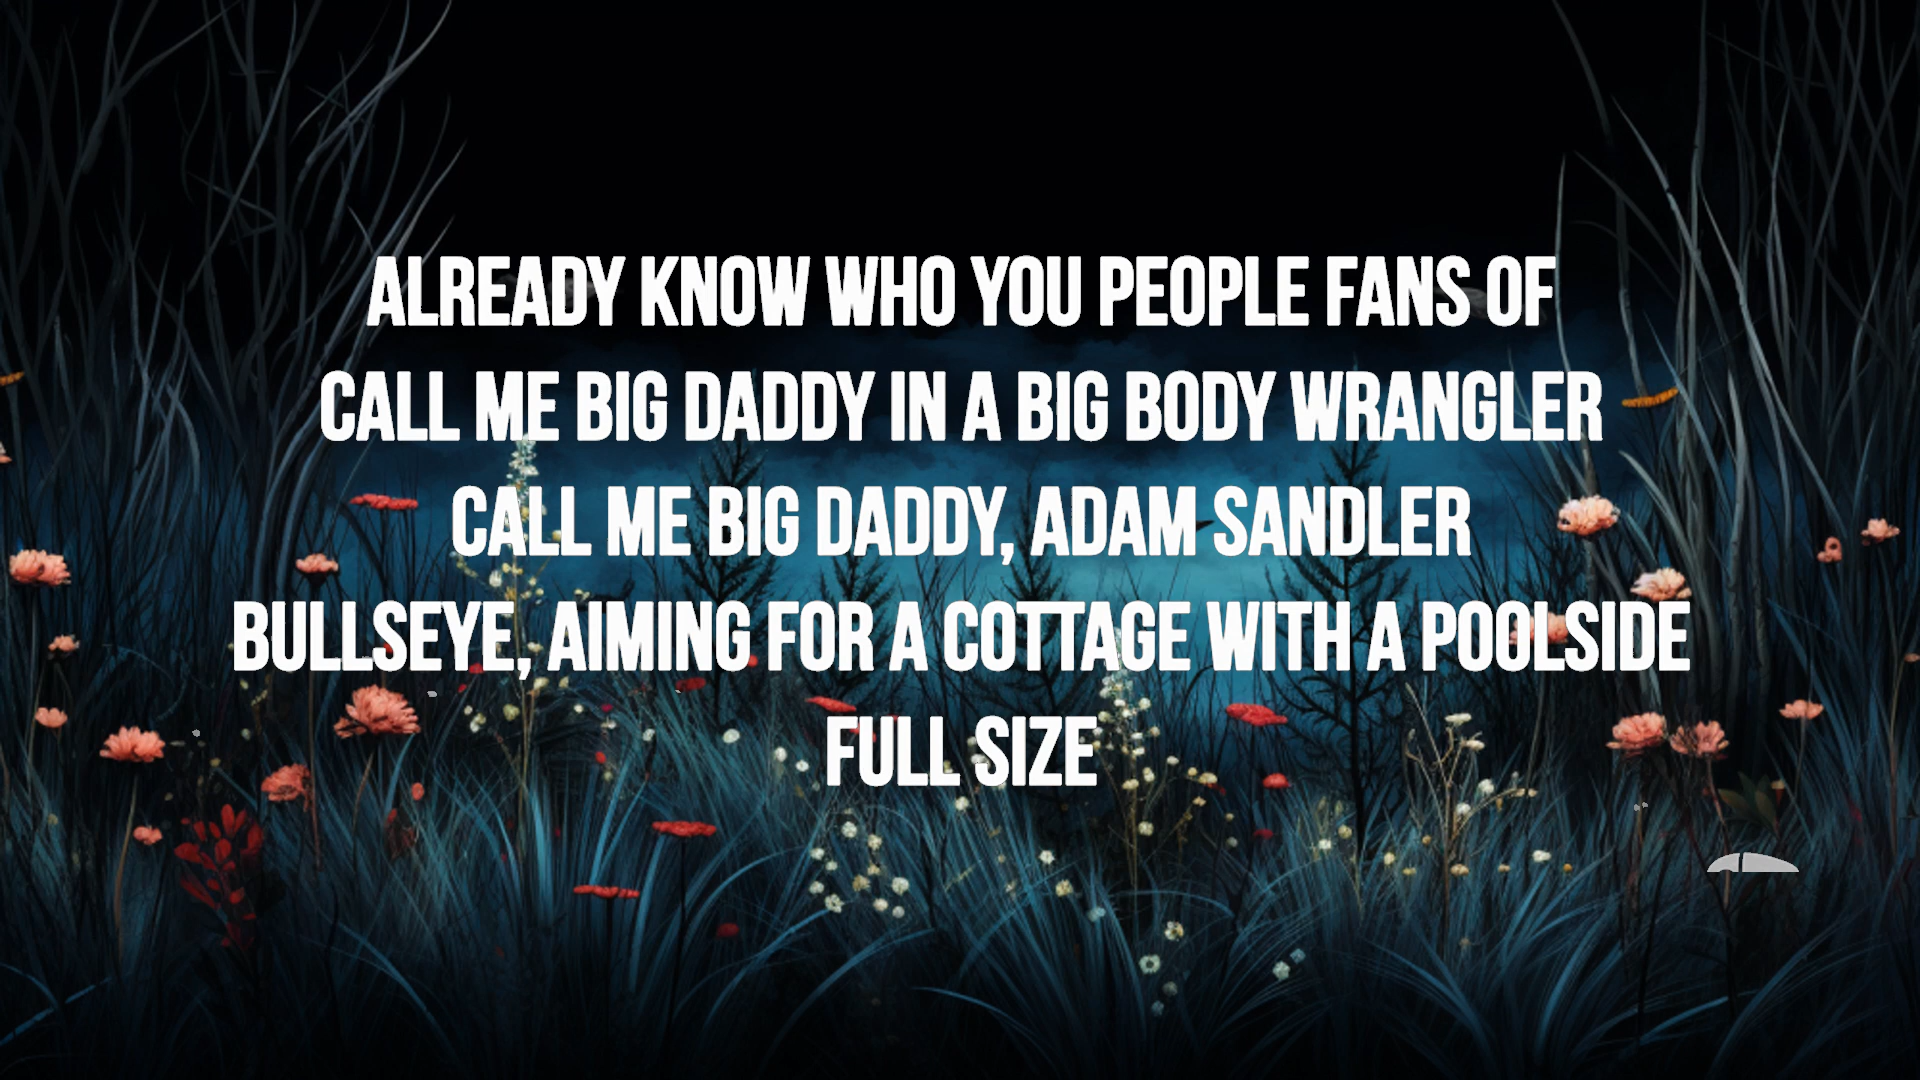 ALREADY KNOW WHO YOU PEOPLE FANS OF
CALL ME BIG DADDY IN A BIG BODY WRANGLER
CALL ME BIG DADDY, ADAM SANDLER
BULLSEYE, AIMING FOR A COTTAGE WITH A POOLSIDE
FULL SIZE